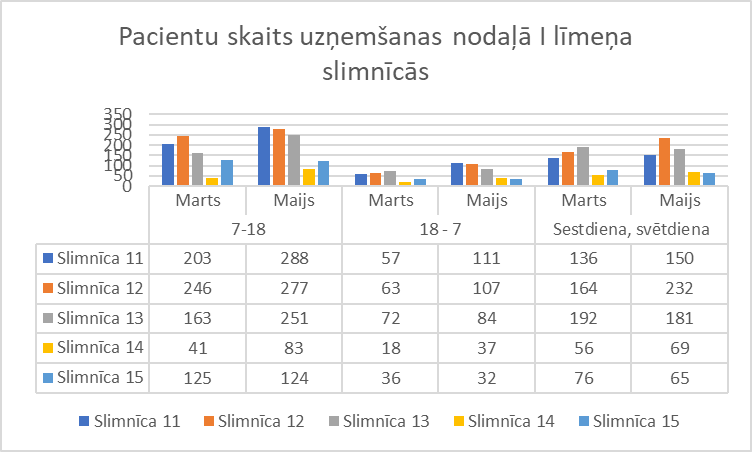 Pacientu skaits uzņemšanas nodaļā I līmeņa
slimnīcās
350
300
250
200
150
100
50
0
Marts Maijs Marts Maijs Marts Maijs
7-18 18 - 7 Sestdiena, svētdiena
Slimnīca 11 203 288 57 111 136 150
Slimnīca 12 246 277 63 107 164 232
Slimnīca 13 163 251 72 84 192 181
Slimnīca 14 41 83 18 37 56 69
Slimnīca 15 125 124 36 32 76 65
Slimnīca 11 Slimnīca 12 Slimnīca 13 Slimnīca 14 Slimnīca 15